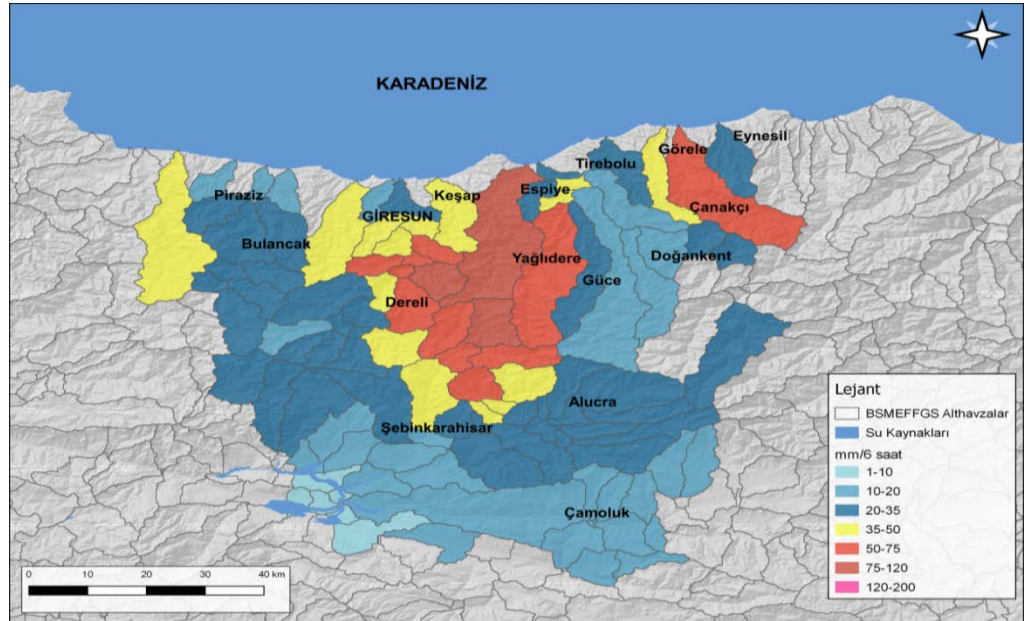 KARADENİZ
Eynesil
Görele
Tirebolu
Espiye
Keşap
Piraziz
Çanakçı
GİRESUN
Bulancak
Doğankent
Yağlıdere
Güce
Dereli
Alucra
Şebinkarahisar
Çamoluk
Lejant
BSMEFFGS Althavzalar
Su Kaynakları
mm/6 saat
1-10
10-20
20-35
35-50
50-75
75-120
120-200
0 10 20 30 40 km